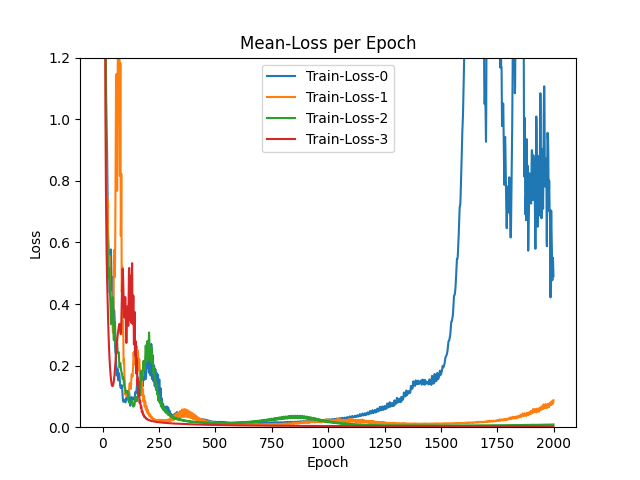 Mean-Loss per Epoch
1.2
1.0
0.8
0.6
0.4
0.2
0.0
Loss
Train-Loss-0
Train-Loss-1
Train-Loss-2
Train-Loss-3
0 250 500 750 1000 1250 1500 1750 2000
Epoch